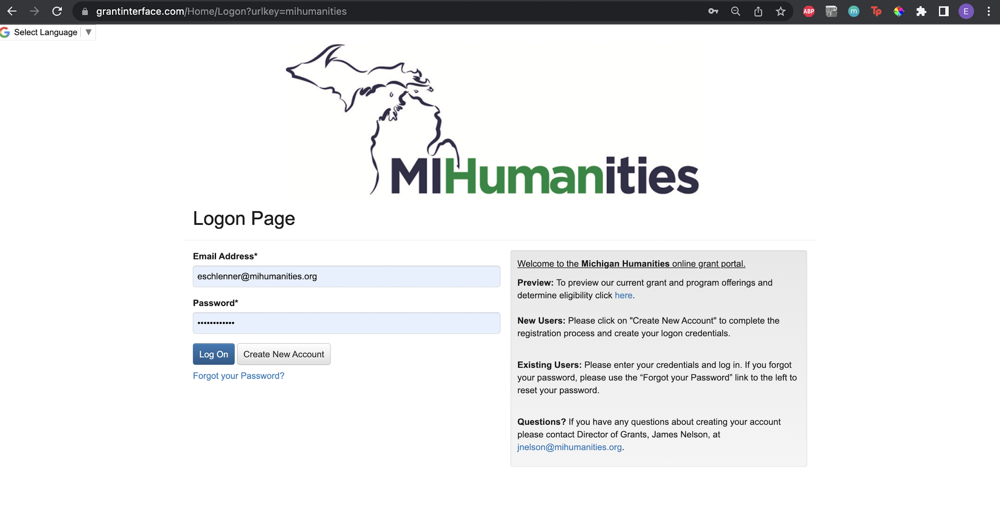 grantinterface.com/Home/Logon?urlkey=mihumanities
ABP
m
Tp
E
G Select Language ▼
MIHumanities
Logon Page
Email Address*
eschlenner@mihumanities.org
Password*
••••••••••••
Log On
Create New Account
Forgot your Password?
Welcome to the Michigan Humanities online grant portal.
Preview: To preview our current grant and program offerings and
determine eligibility click here.
New Users: Please click on "Create New Account" to complete the
registration process and create your logon credentials.
Existing Users: Please enter your credentials and log in. If you forgot
your password, please use the “Forgot your Password” link to the left to
reset your password.
Questions? If you have any questions about creating your account
please contact Director of Grants, James Nelson, at
jnelson@mihumanities.org.